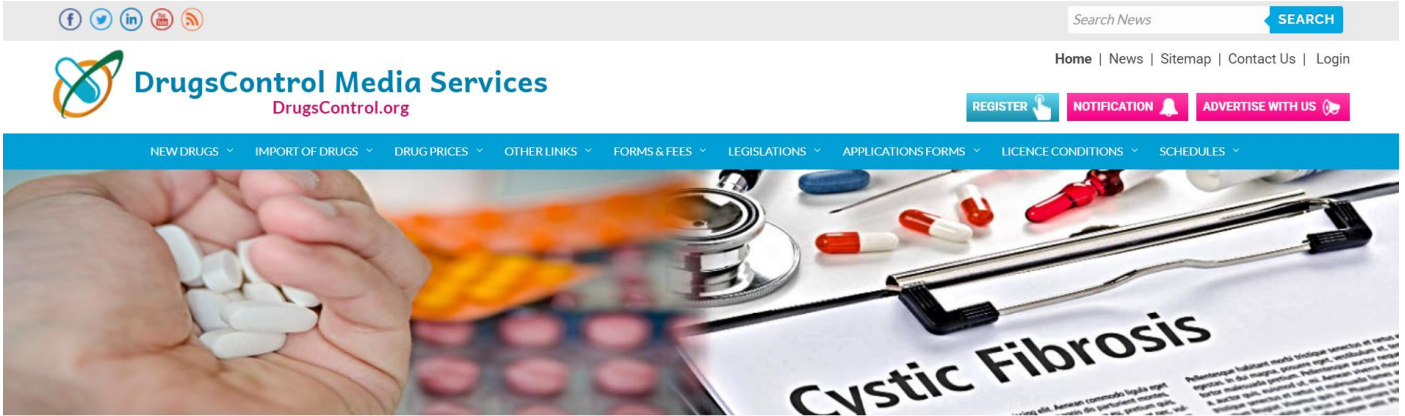 Search News
SEARCH
DrugsControl Media Services
DrugsControl.org
Home | News | Sitemap | Contact Us | Login
REGISTER
NOTIFICATION
ADVERTISE WITH US
NEW DRUGS
IMPORT OF DRUGS
DRUG PRICES
OTHER LINKS
FORMS & FEES
LEGISLATIONS
APPLICATIONS FORMS
LICENCE CONDITIONS
SCHEDULES
Cystic Fibrosis